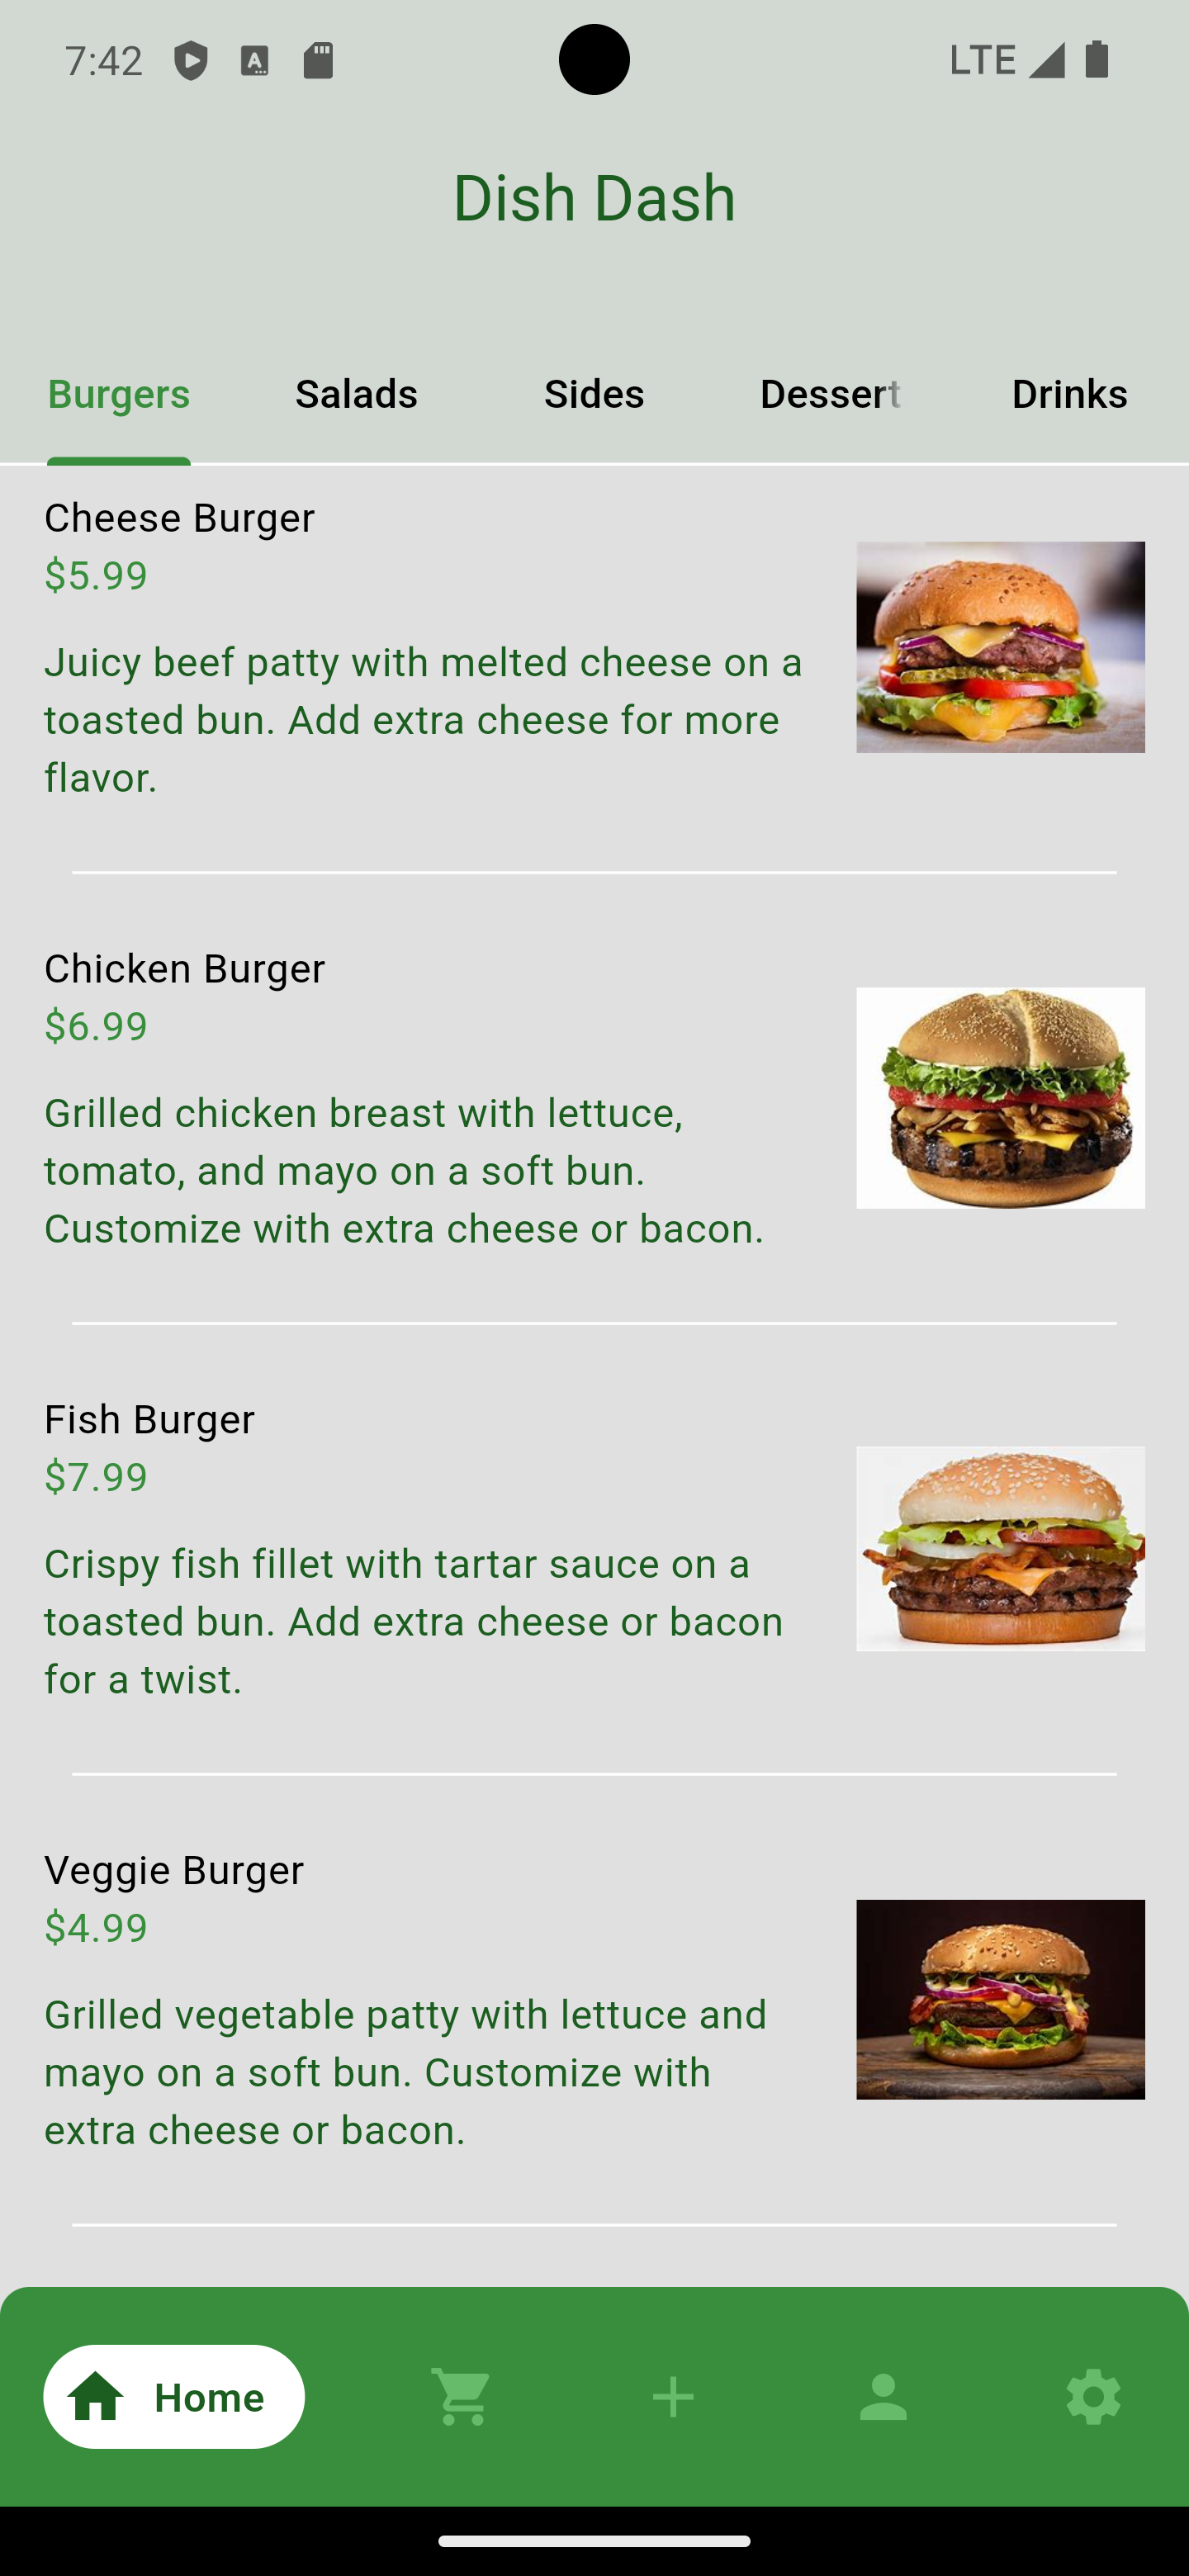 7:42
LTE
Dish Dash
Burgers Salads Sides Dessert Drinks
Cheese Burger
$5.99
Juicy beef patty with melted cheese on a
toasted bun. Add extra cheese for more
flavor.
Chicken Burger
$6.99
Grilled chicken breast with lettuce,
tomato, and mayo on a soft bun.
Customize with extra cheese or bacon.
Fish Burger
$7.99
Crispy fish fillet with tartar sauce on a
toasted bun. Add extra cheese or bacon
for a twist.
Veggie Burger
$4.99
Grilled vegetable patty with lettuce and
mayo on a soft bun. Customize with
extra cheese or bacon.
Home